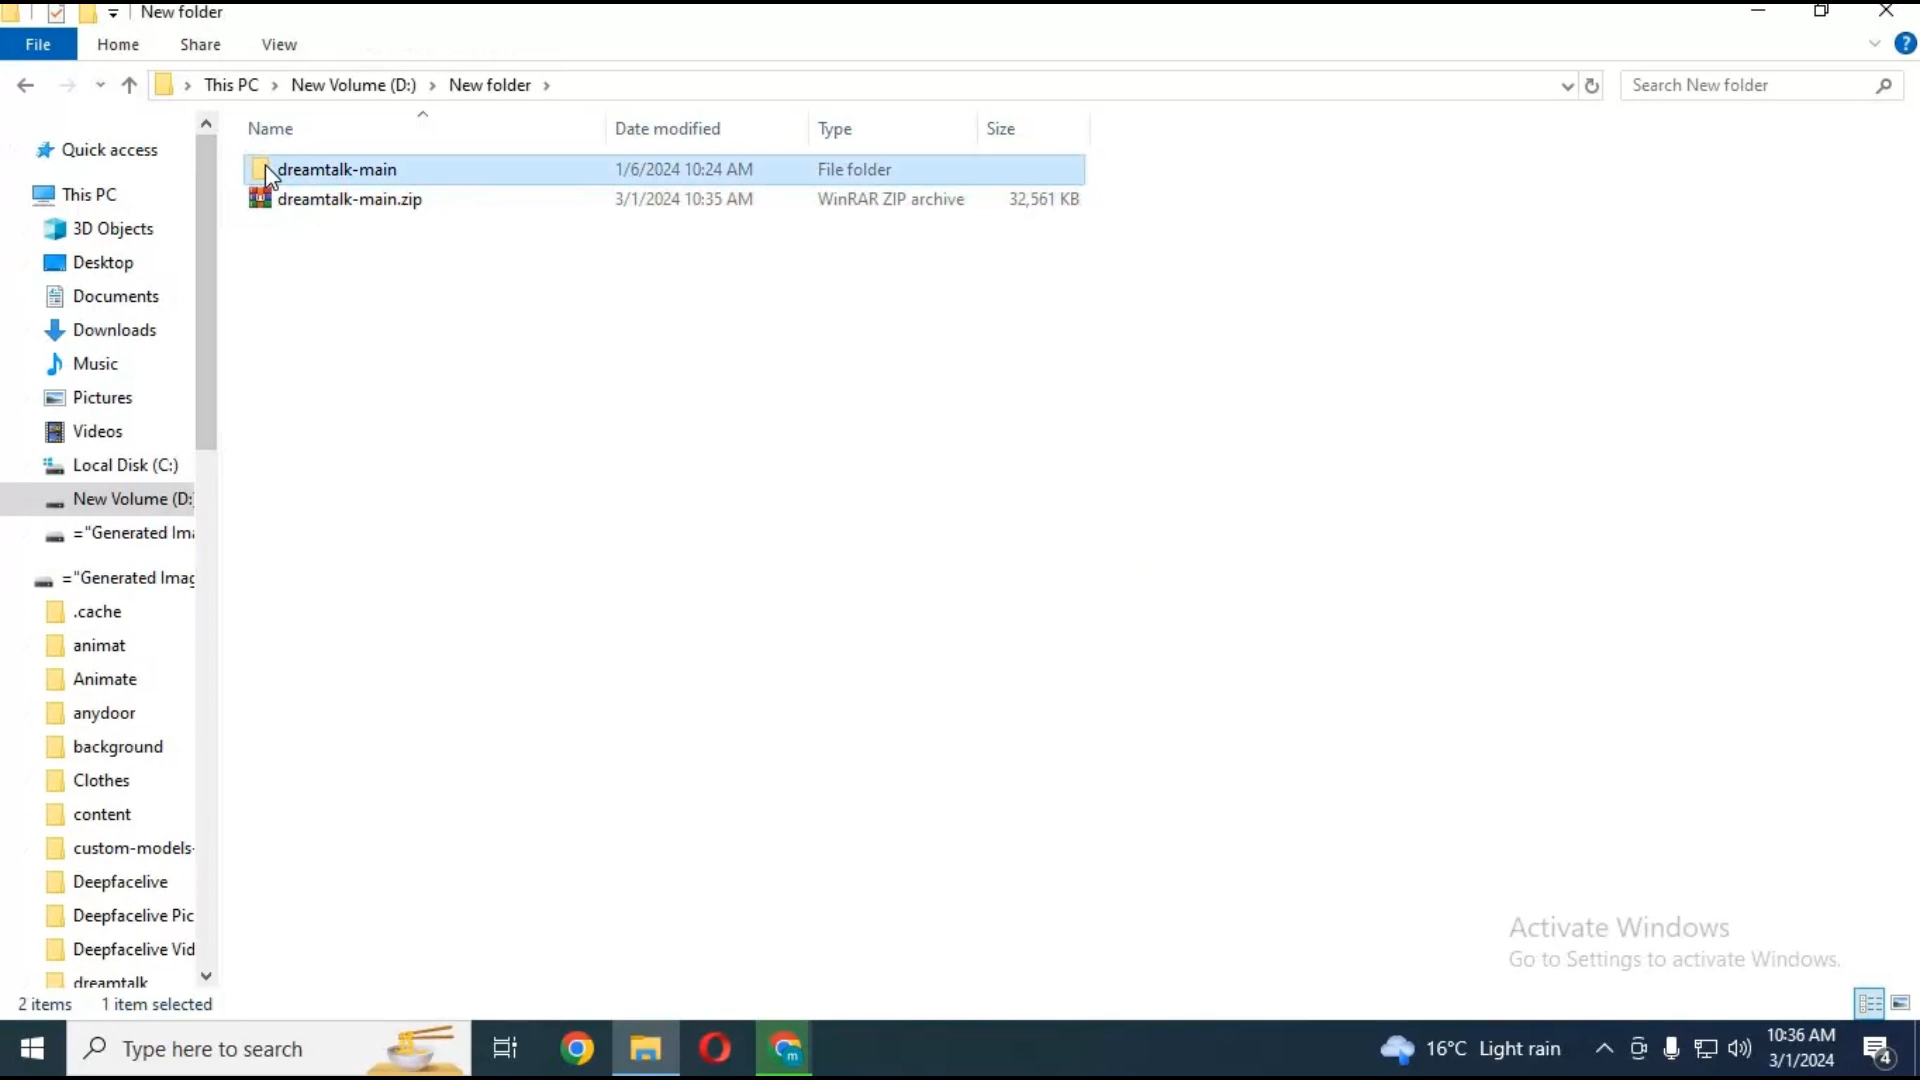 New folder
File Home Share View
This PC New Volume (D:) New folder Search New folder
Name Date modified Type Size
dreamtalk-main 1/6/2024 10:24 AM File folder
dreamtalk-main.zip 3/1/2024 10:35 AM WinRAR ZIP archive 32,561 KB
Quick access
This PC
3D Objects
Desktop
Documents
Downloads
Music
Pictures
Videos
Local Disk (C:)
New Volume (D:
="Generated Ima
="Generated Imag
.cache
animat
Animate
anydoor
background
Clothes
content
custom-models-
Deepfacelive
Deepfacelive Pic
Deepfacelive Vid
dreamtalk
Activate Windows
Go to Settings to activate Windows.
2 items 1 item selected
Type here to search
m
16°C Light rain
10:36 AM
3/1/2024
4